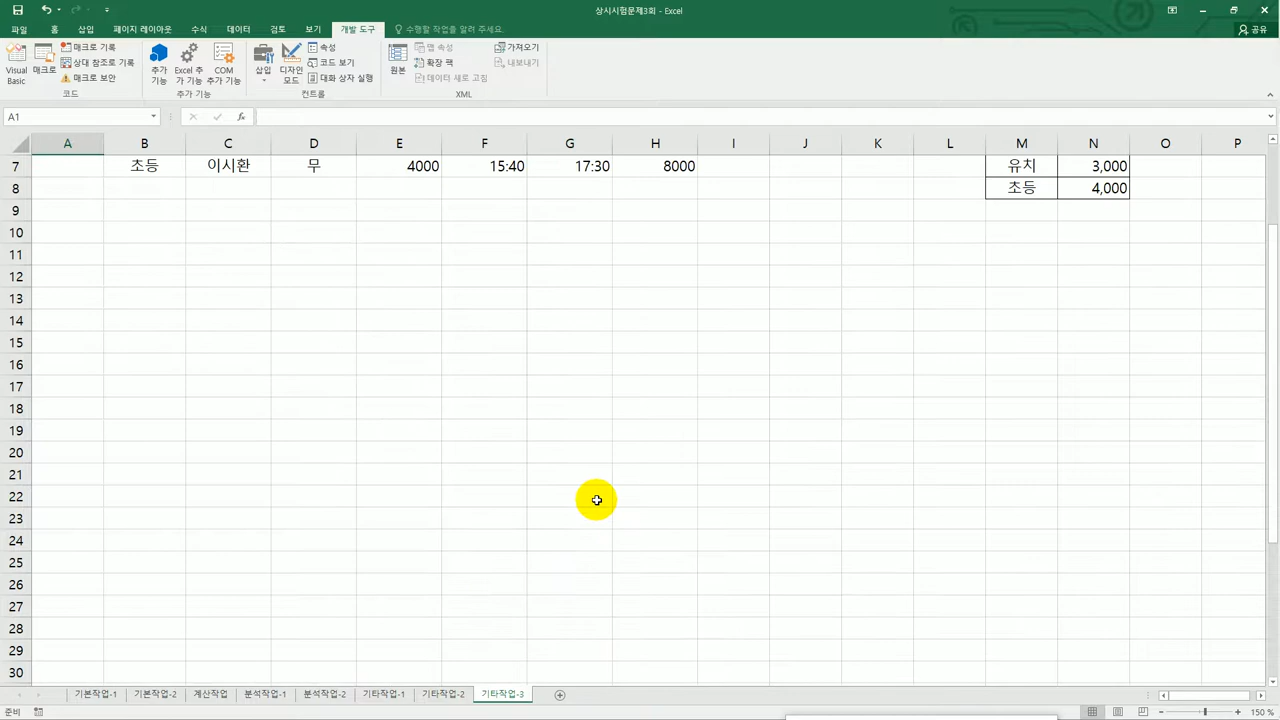 상시시험문제3회 - Excel
파일 홈 삽입 페이지 레이아웃 수식 데이터 검토 보기 개발 도구 수행할 작업을 알려 주세요. 공유
Visual Basic
매크로
매크로 기록
상대 참조로 기록
매크로 보안
코드
추가 기능
Excel 추가 기능
COM 추가 기능
추가 기능
삽입
디자인 모드
속성
코드 보기
대화 상자 실행
컨트롤
원본
맵 속성
확장 팩
데이터 새로 고침
가져오기
내보내기
XML
A1
A B C D E F G H I J K L M N O P
7 초등 이시환 무 4000 15:40 17:30 8000 유치 3,000
8 초등 4,000
9
10
11
12
13
14
15
16
17
18
19
20
21
22
23
24
25
26
27
28
29
30
기본작업-1 기본작업-2 계산작업 분석작업-1 분석작업-2 기타작업-1 기타작업-2 기타작업-3
준비 150 %